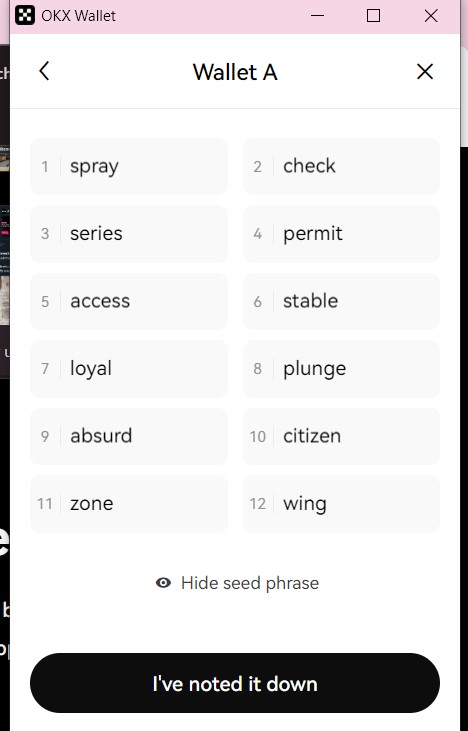 OKX Wallet
Wallet A
1 spray
2 check
3 series
4 permit
5 access
6 stable
7 loyal
8 plunge
9 absurd
10 citizen
11 zone
12 wing
Hide seed phrase
I've noted it down